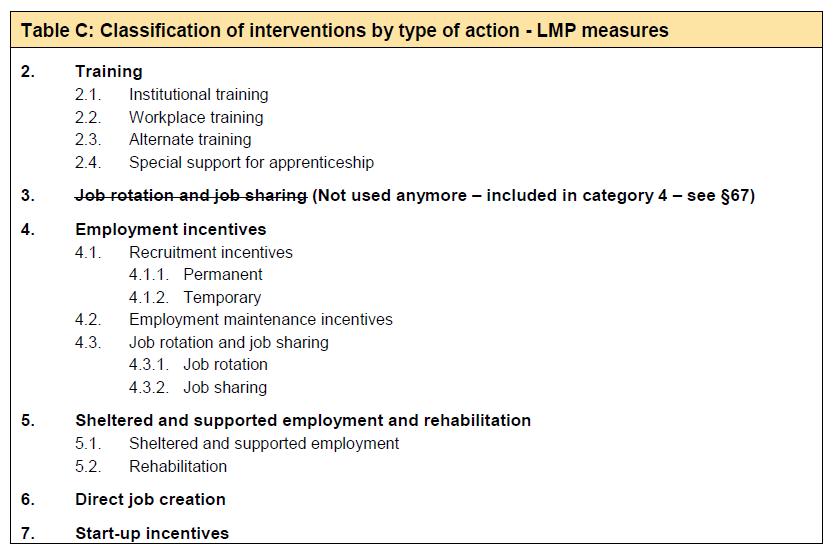 Table C: Classification of interventions by type of action - LMP measures
2. Training
2.1. Institutional training
2.2. Workplace training
2.3. Alternate training
2.4. Special support for apprenticeship
3. Job rotation and job sharing (Not used anymore – included in category 4 – see §67)
4. Employment incentives
4.1. Recruitment incentives
4.1.1. Permanent
4.1.2. Temporary
4.2. Employment maintenance incentives
4.3. Job rotation and job sharing
4.3.1. Job rotation
4.3.2. Job sharing
5. Sheltered and supported employment and rehabilitation
5.1. Sheltered and supported employment
5.2. Rehabilitation
6. Direct job creation
7. Start-up incentives